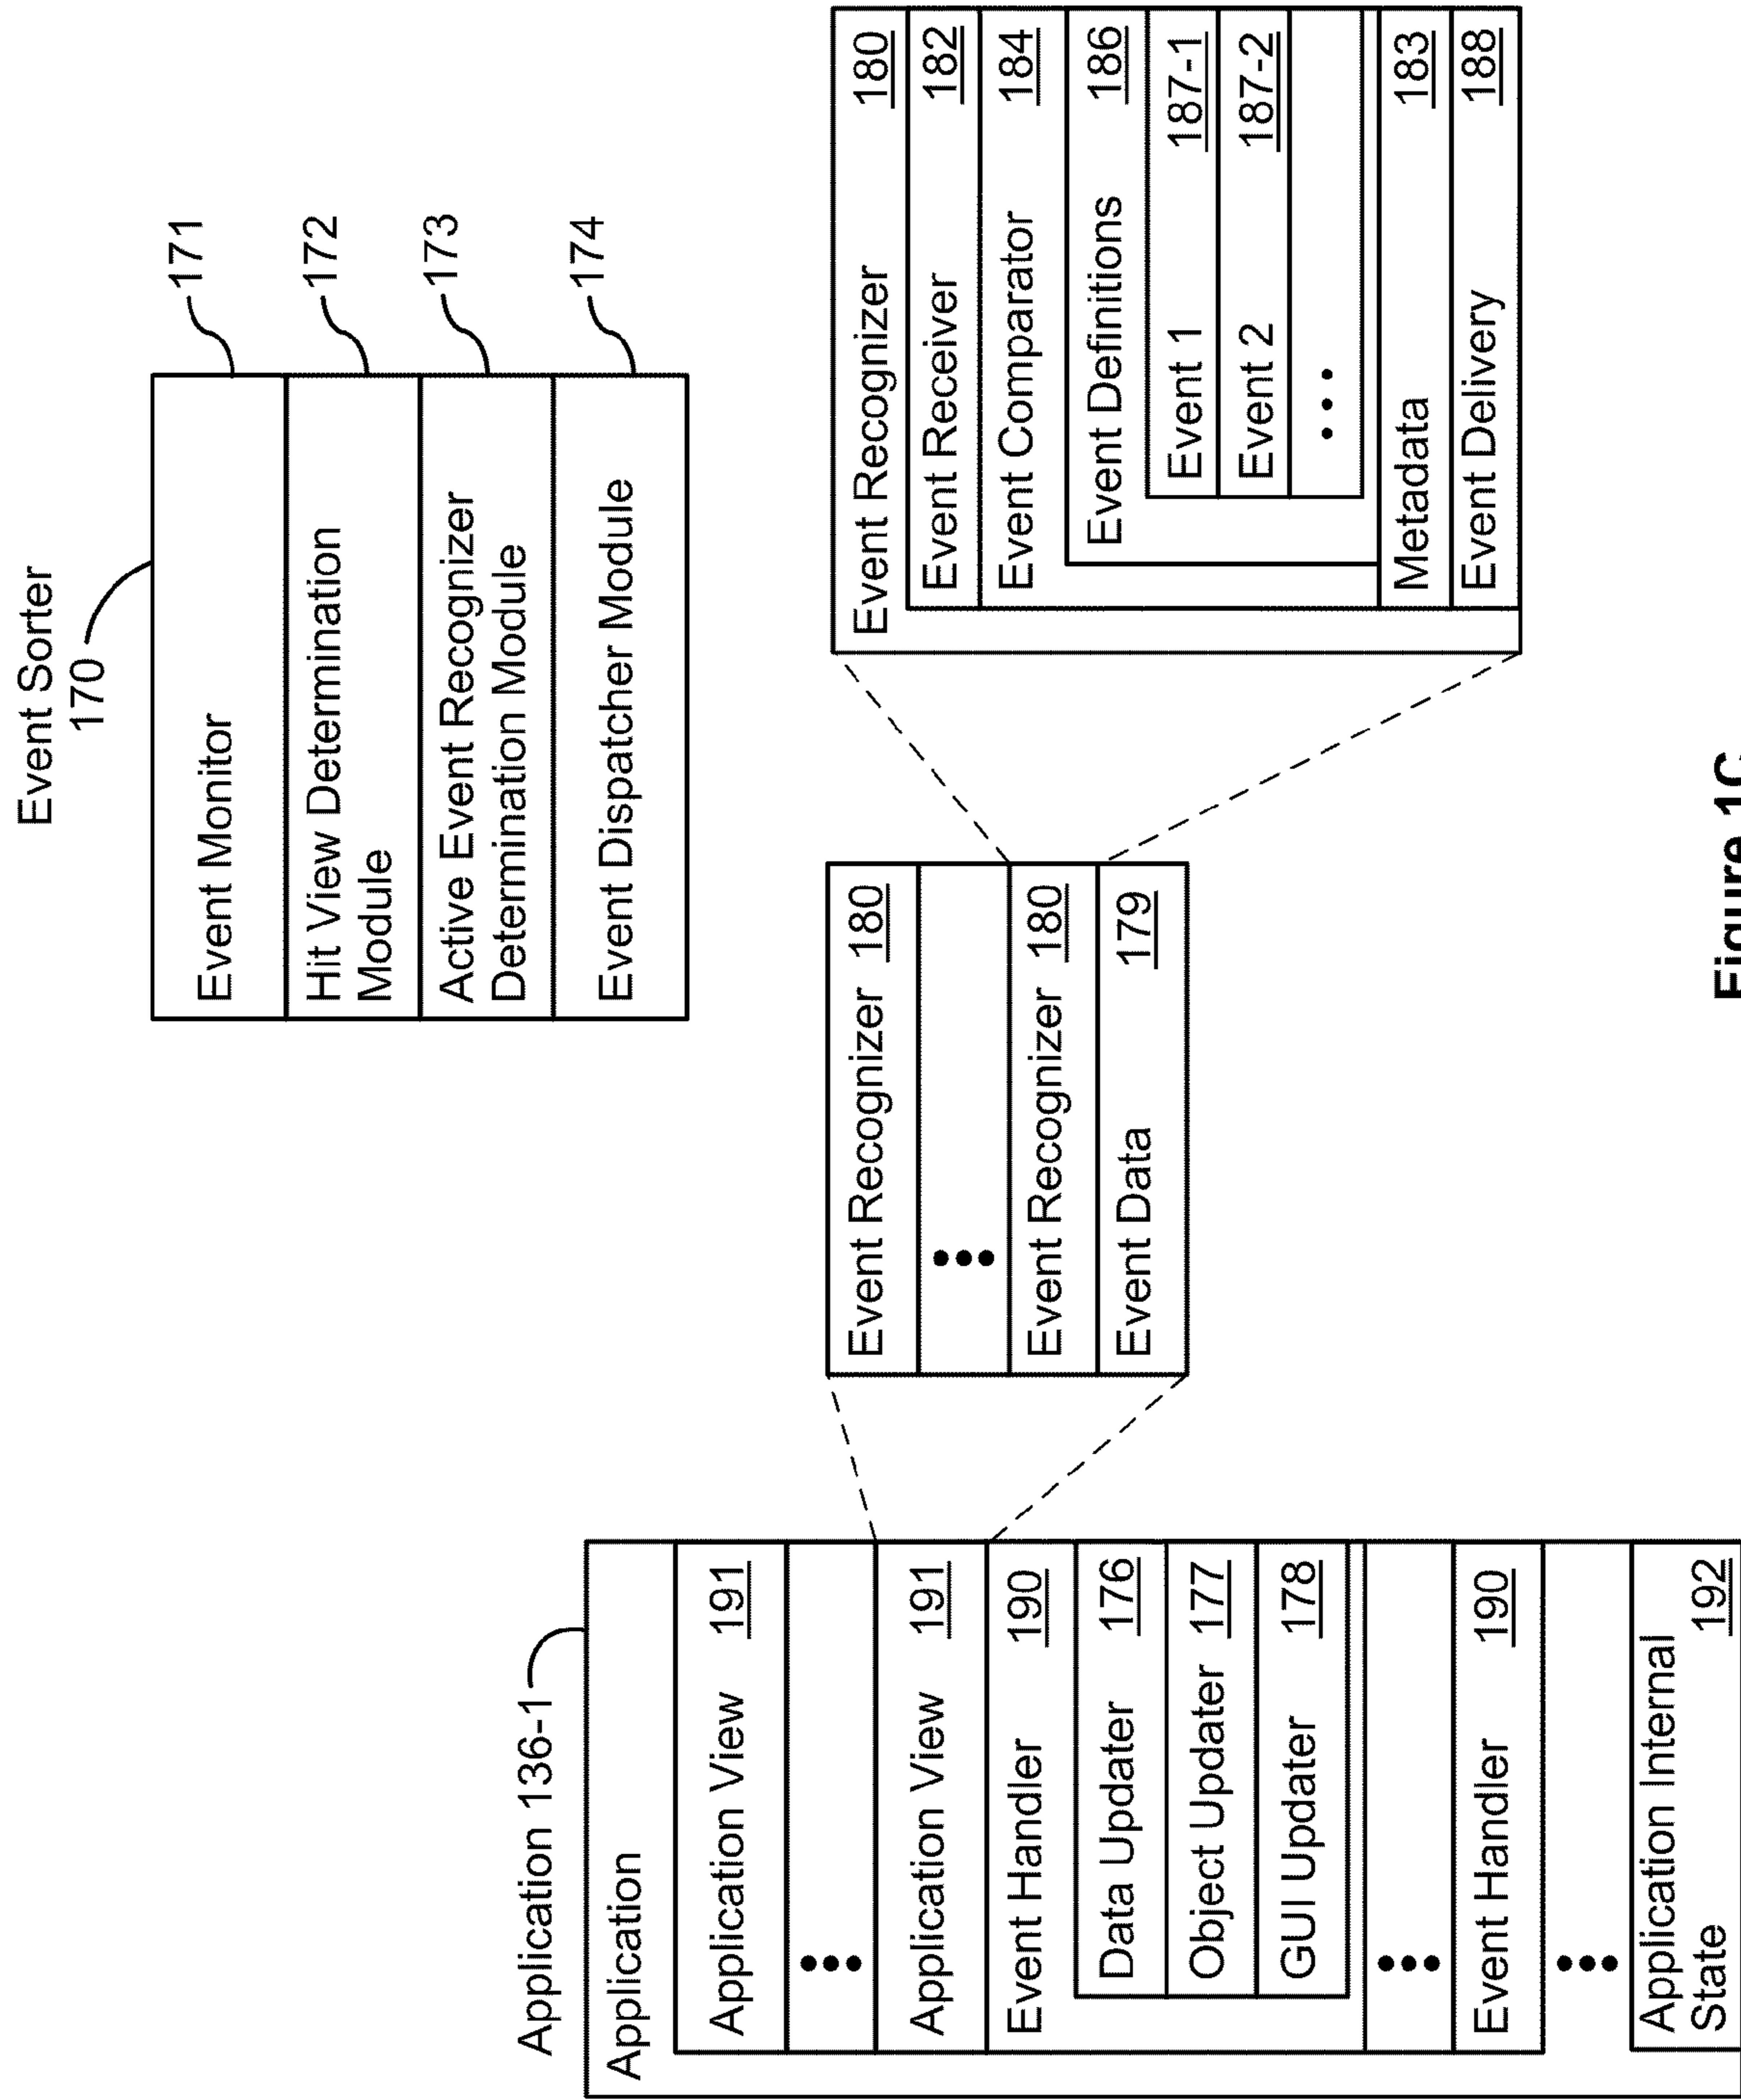 Event Sorter
170
Event Monitor
171
Hit View Determination
Module
172
Active Event Recognizer
Determination Module
173
Event Dispatcher Module
174
Application 136-1
Application
Application View 191
•••
Application View 191
Event Handler 190
Data Updater 176
Object Updater 177
GUI Updater 178
•••
Event Handler 190
•••
Application Internal
State 192
Event Recognizer 180
•••
Event Recognizer 180
Event Data 179
Event Recognizer 180
Event Receiver 182
Event Comparator 184
Event Definitions 186
Event 1 187-1
Event 2 187-2
•••
Metadata 183
Event Delivery 188
Figure 1C